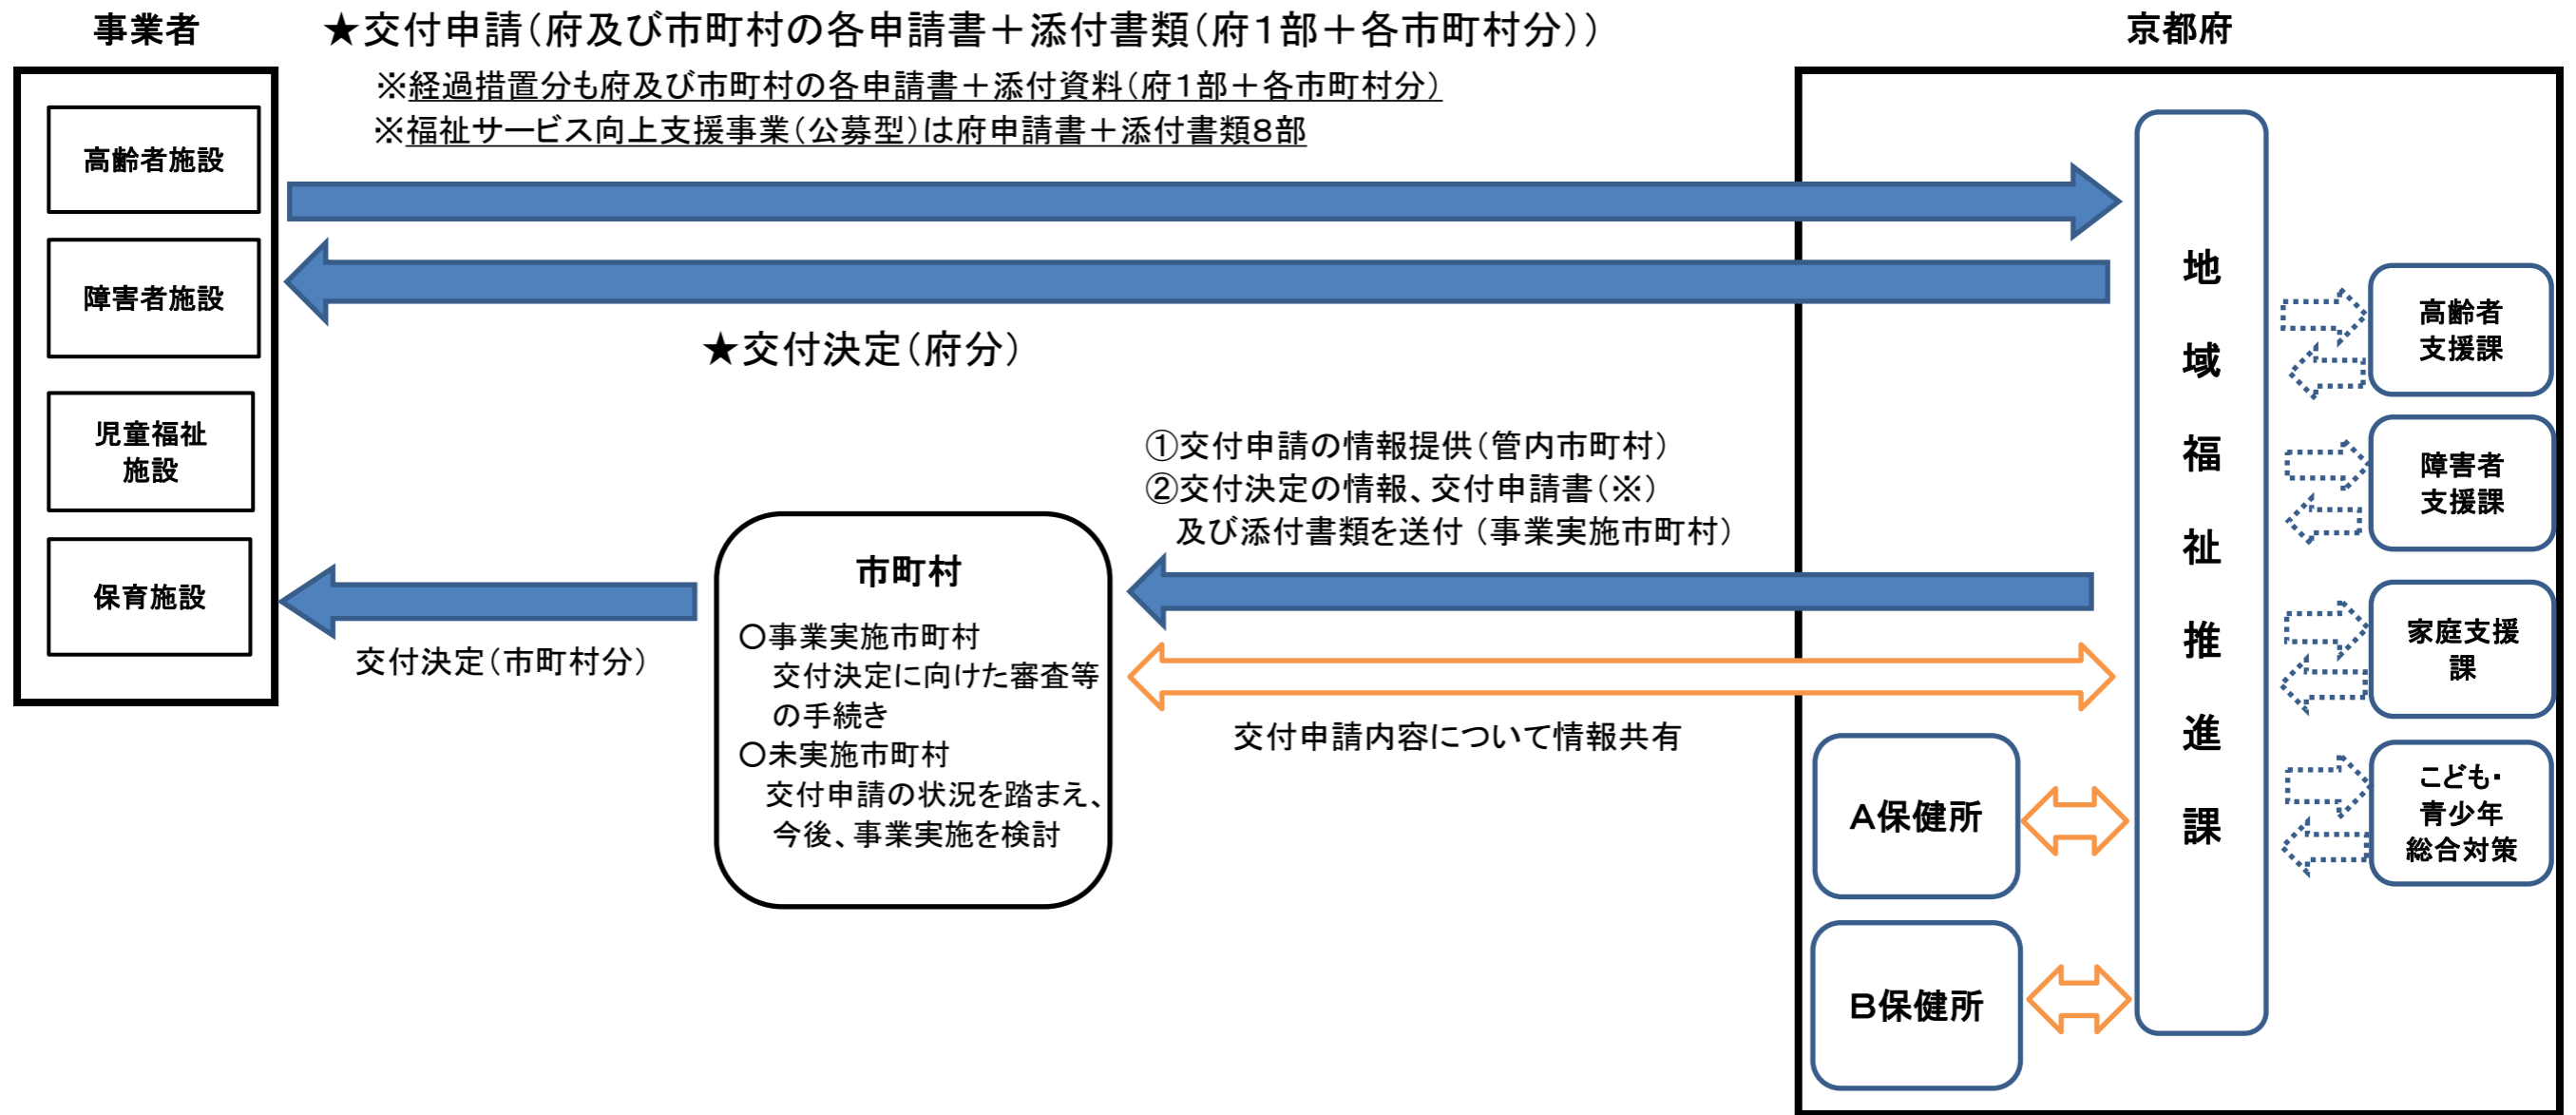 事業者
★交付申請（府及び市町村の各申請書＋添付書類（府１部＋各市町村分））
※経過措置分も府及び市町村の各申請書＋添付資料（府１部＋各市町村分）
※福祉サービス向上支援事業（公募型）は府申請書＋添付書類８部
京都府
高齢者施設
障害者施設
児童福祉
施設
保育施設
★交付決定（府分）
①交付申請の情報提供（管内市町村）
②交付決定の情報、交付申請書（※）
及び添付書類を送付（事業実施市町村）
交付決定（市町村分）
市町村
○事業実施市町村
交付決定に向けた審査等
の手続き
○未実施市町村
交付申請の状況を踏まえ、
今後、事業実施を検討
交付申請内容について情報共有
A保健所
B保健所
地域福祉推進課
高齢者
支援課
障害者
支援課
家庭支援
課
こども・
青少年
総合対策